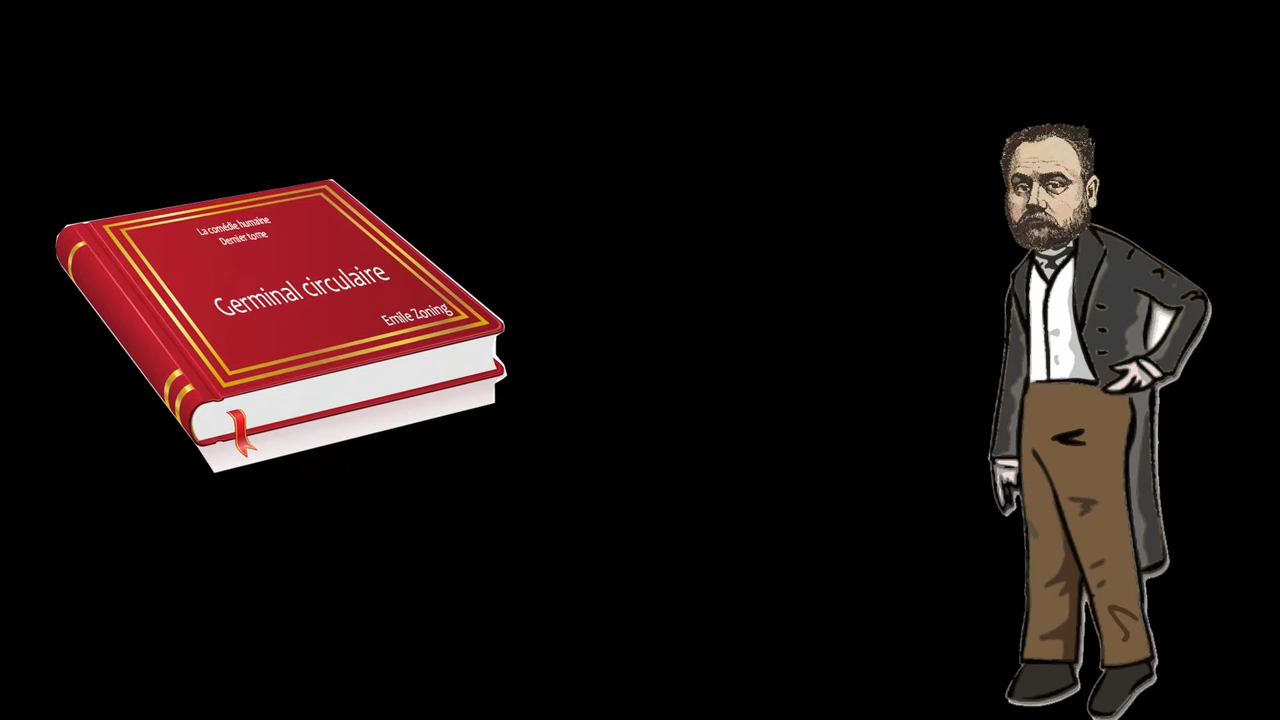 La comédie humaine
Dernier tome
Germinal circulaire
Emile Zoning